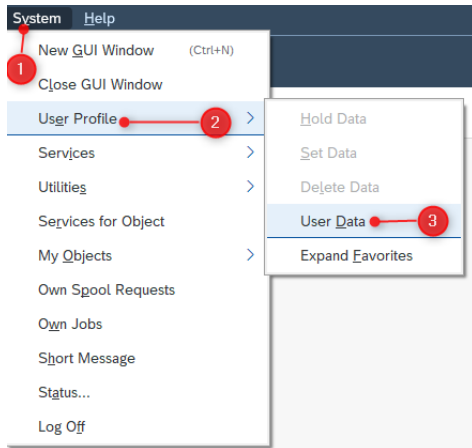 System Help
1
New GUI Window (Ctrl+N)
Close GUI Window
User Profile 2
Hold Data
Services
Set Data
Utilities
Delete Data
Services for Object
User Data 3
My Objects
Expand Favorites
Own Spool Requests
Own Jobs
Short Message
Status...
Log Off